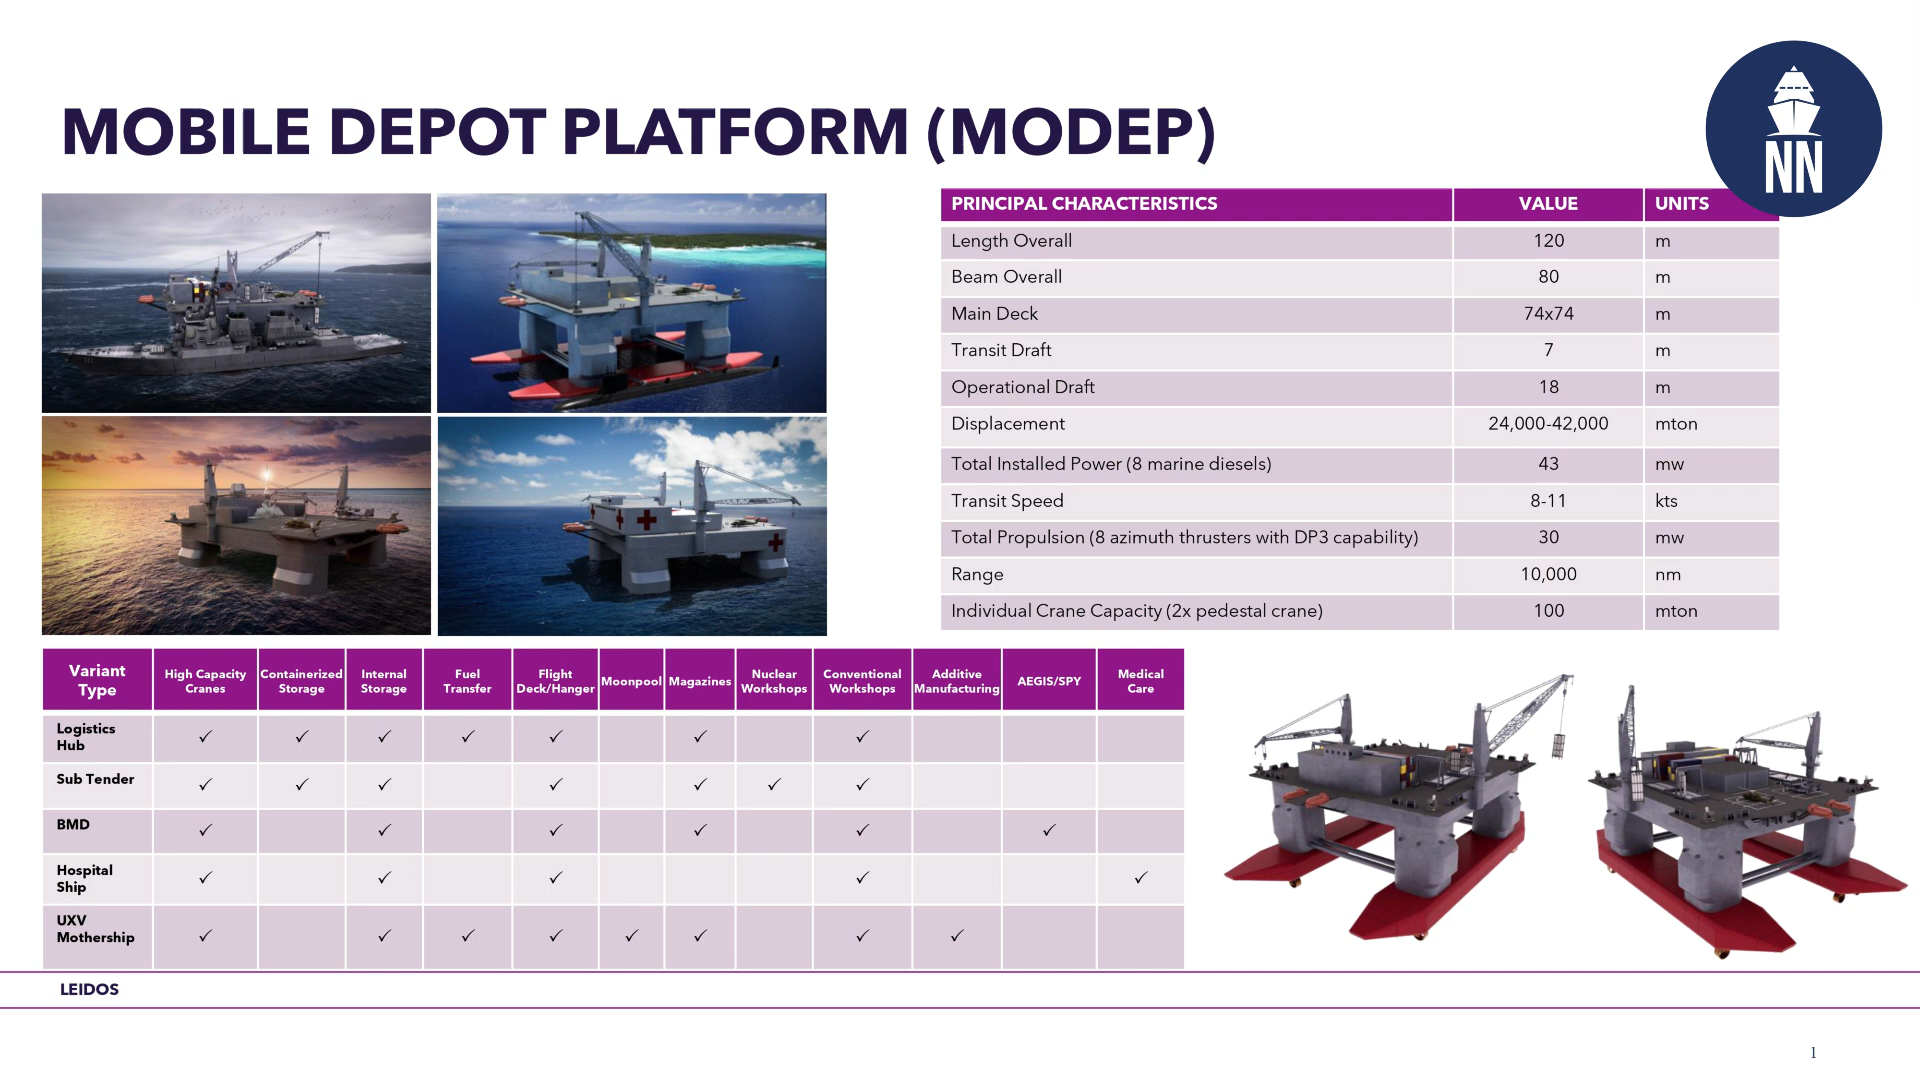 MOBILE DEPOT PLATFORM (MODEP)
NN
PRINCIPAL CHARACTERISTICS VALUE UNITS
Length Overall 120 m
Beam Overall 80 m
Main Deck 74x74 m
Transit Draft 7 m
Operational Draft 18 m
Displacement 24,000-42,000 mton
Total Installed Power (8 marine diesels) 43 mw
Transit Speed 8-11 kts
Total Propulsion (8 azimuth thrusters with DP3 capability) 30 mw
Range 10,000 nm
Individual Crane Capacity (2x pedestal crane) 100 mton
Variant Type High Capacity Cranes Containerized Storage Internal Storage Fuel Transfer Flight Deck/Hanger Moonpool Magazines Nuclear Workshops Conventional Workshops Additive Manufacturing AEGIS/SPY Medical Care
Logistics Hub ✓ ✓ ✓ ✓ ✓ ✓ ✓
Sub Tender ✓ ✓ ✓ ✓ ✓ ✓ ✓
BMD ✓ ✓ ✓ ✓ ✓ ✓
Hospital Ship ✓ ✓ ✓ ✓ ✓
UXV Mothership ✓ ✓ ✓ ✓ ✓ ✓ ✓ ✓
LEIDOS
1